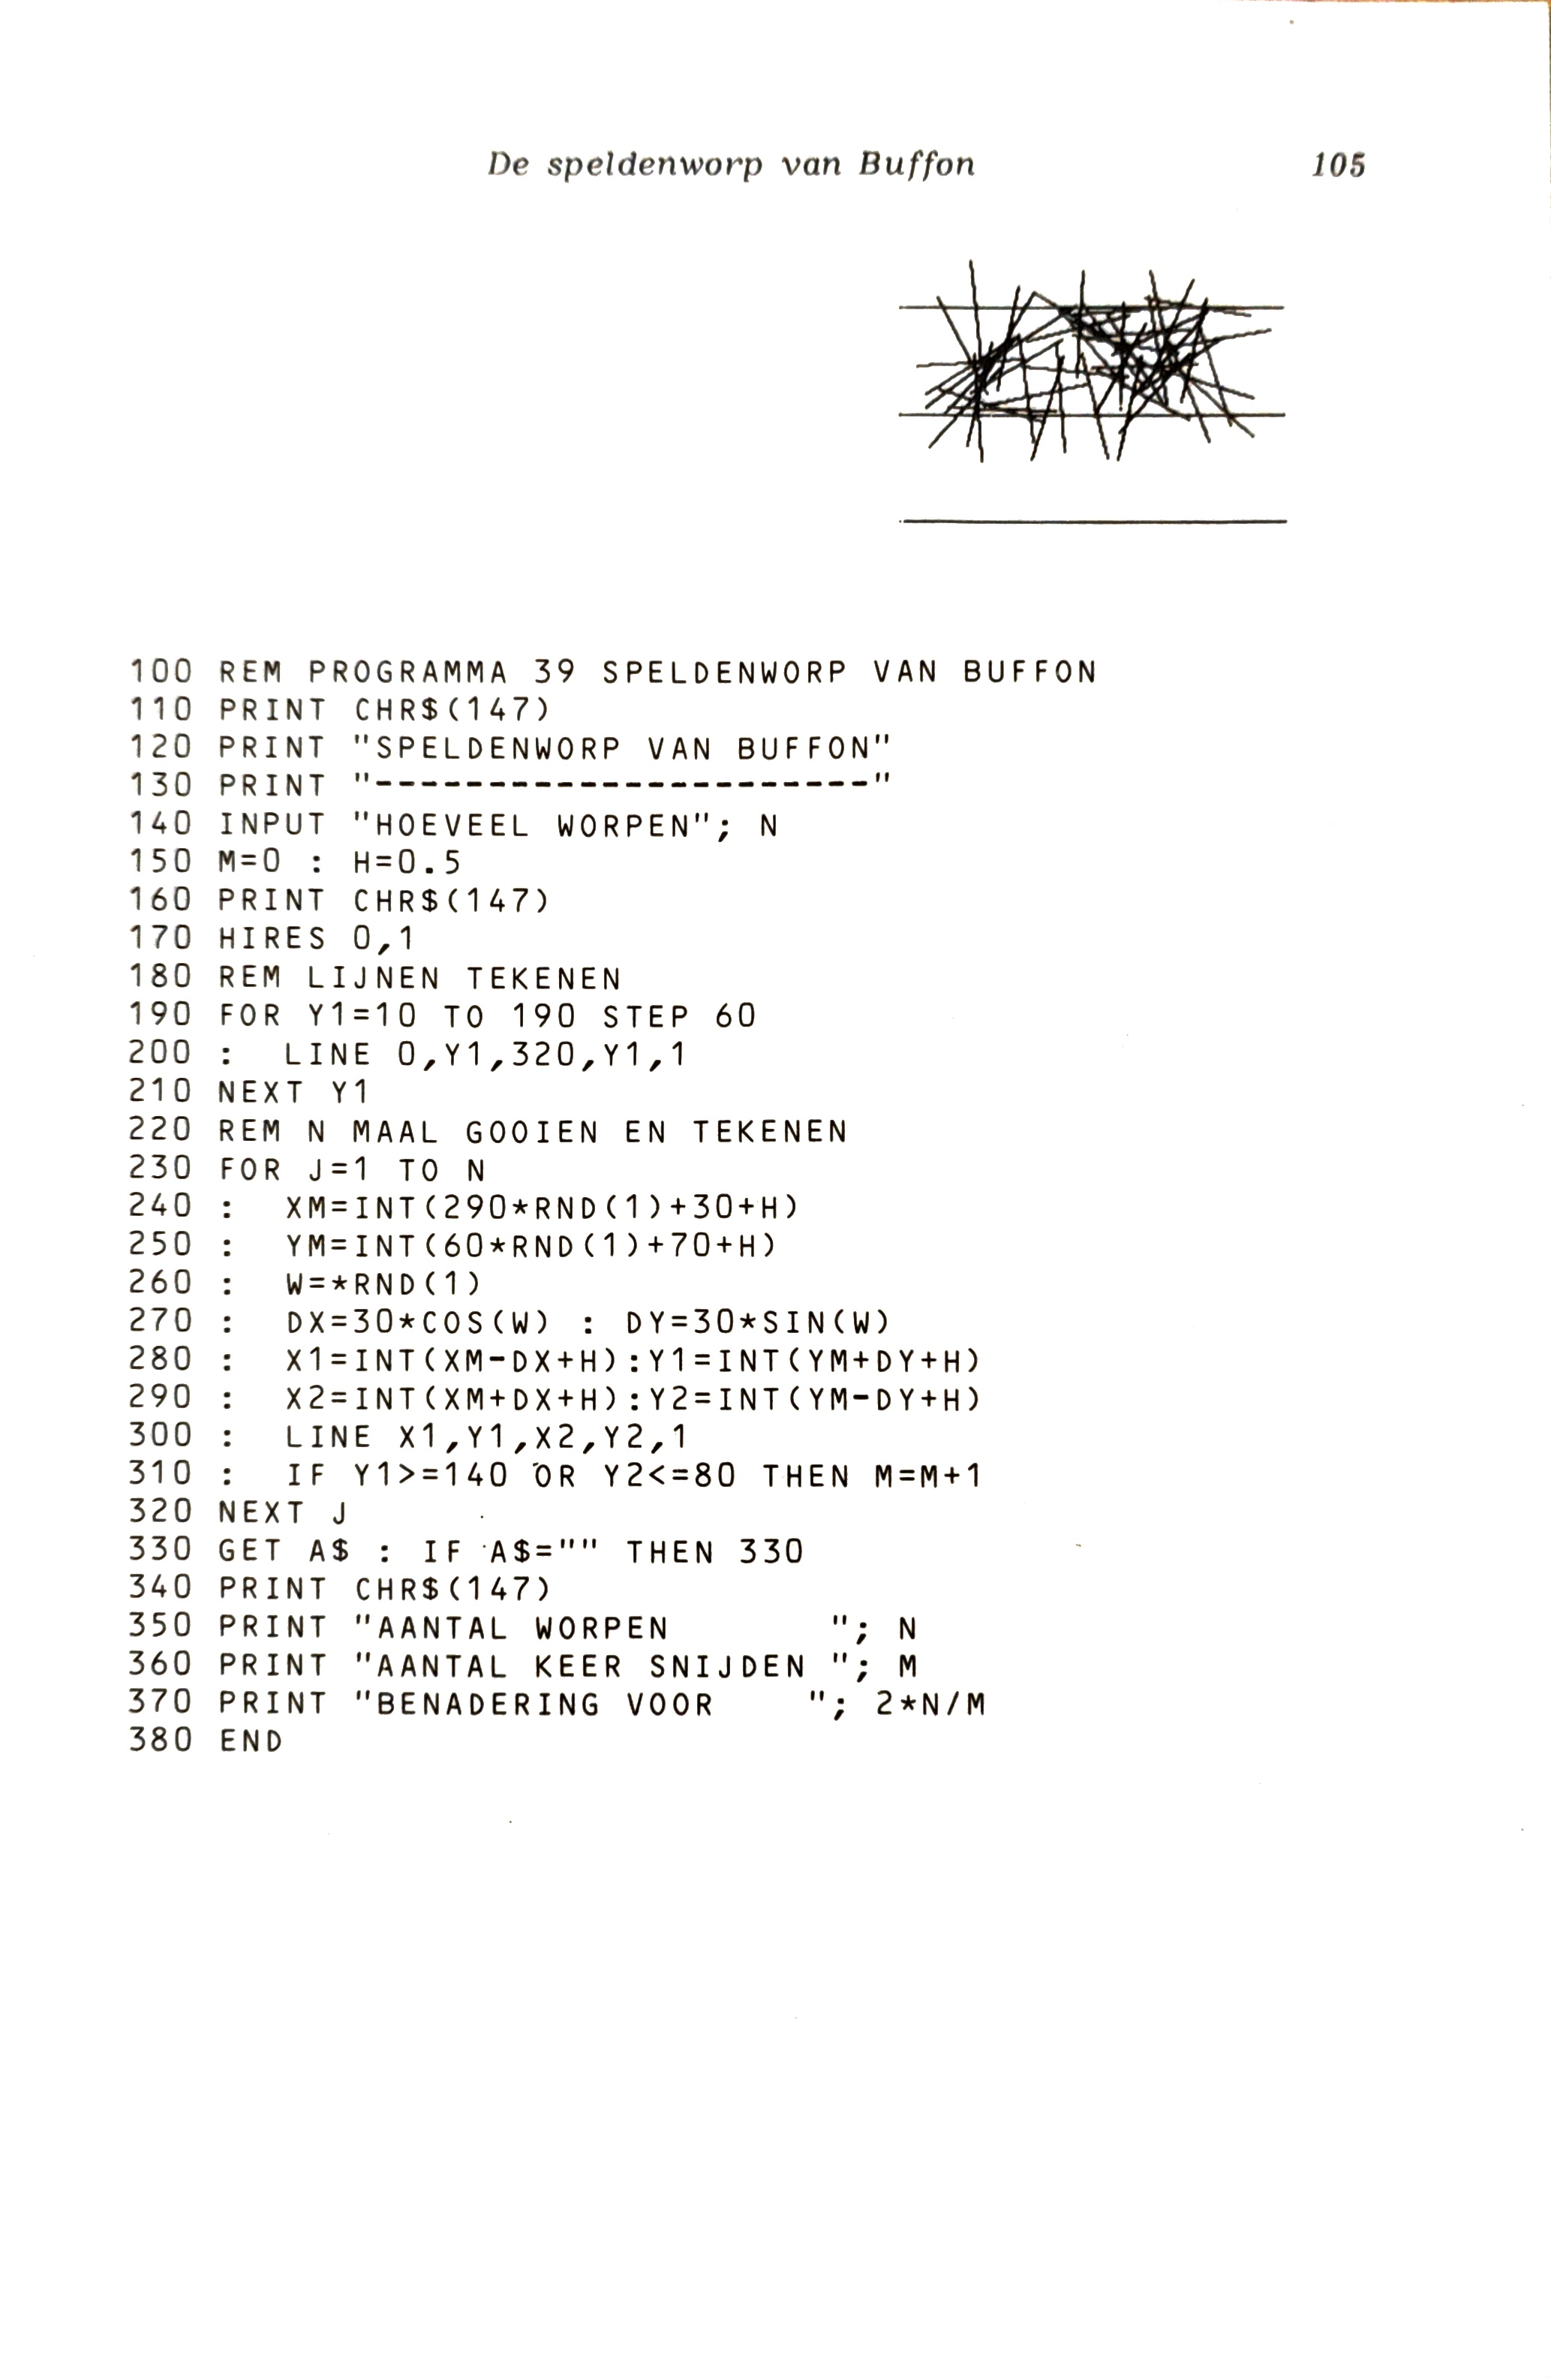 De speldenworp van Buffon 105
100 REM PROGRAMMA 39 SPELDENWORP VAN BUFFON
110 PRINT CHR$(147)
120 PRINT "SPELDENWORP VAN BUFFON"
130 PRINT "----------------------"
140 INPUT "HOEVEEL WORPEN"; N
150 M=0 : H=0.5
160 PRINT CHR$(147)
170 HIRES 0,1
180 REM LIJNEN TEKENEN
190 FOR Y1=10 TO 190 STEP 60
200 :  LINE 0,Y1,320,Y1,1
210 NEXT Y1
220 REM N MAAL GOOIEN EN TEKENEN
230 FOR J=1 TO N
240 :  XM=INT(290*RND(1)+30+H)
250 :  YM=INT(60*RND(1)+70+H)
260 :  W=*RND(1)
270 :  DX=30*COS(W) : DY=30*SIN(W)
280 :  X1=INT(XM-DX+H):Y1=INT(YM+DY+H)
290 :  X2=INT(XM+DX+H):Y2=INT(YM-DY+H)
300 :  LINE X1,Y1,X2,Y2,1
310 :  IF Y1>=140 OR Y2<=80 THEN M=M+1
320 NEXT J
330 GET A$ : IF A$="" THEN 330
340 PRINT CHR$(147)
350 PRINT "AANTAL WORPEN       "; N
360 PRINT "AANTAL KEER SNIJDEN "; M
370 PRINT "BENADERING VOOR    "; 2*N/M
380 END